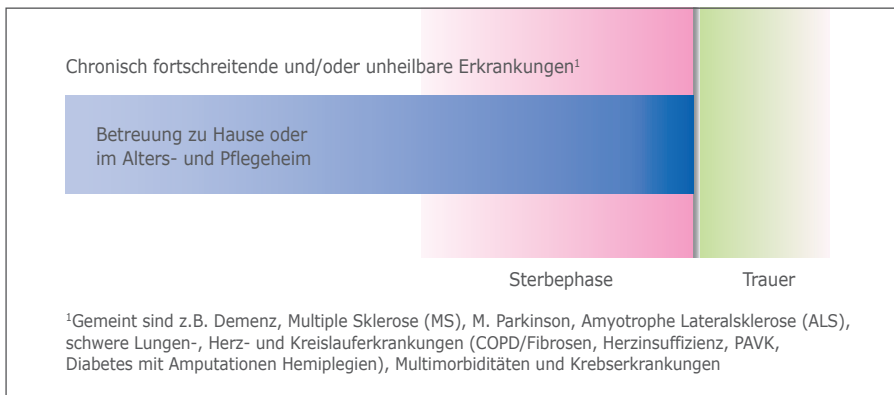 Chronisch fortschreitende und/oder unheilbare Erkrankungen¹
Betreuung zu Hause oder
im Alters- und Pflegeheim
Sterbephase Trauer
¹Gemeint sind z.B. Demenz, Multiple Sklerose (MS), M. Parkinson, Amyotrophe Lateralsklerose (ALS),
schwere Lungen-, Herz- und Kreislauferkrankungen (COPD/Fibrosen, Herzinsuffizienz, PAVK,
Diabetes mit Amputationen Hemiplegien), Multimorbiditäten und Krebserkrankungen